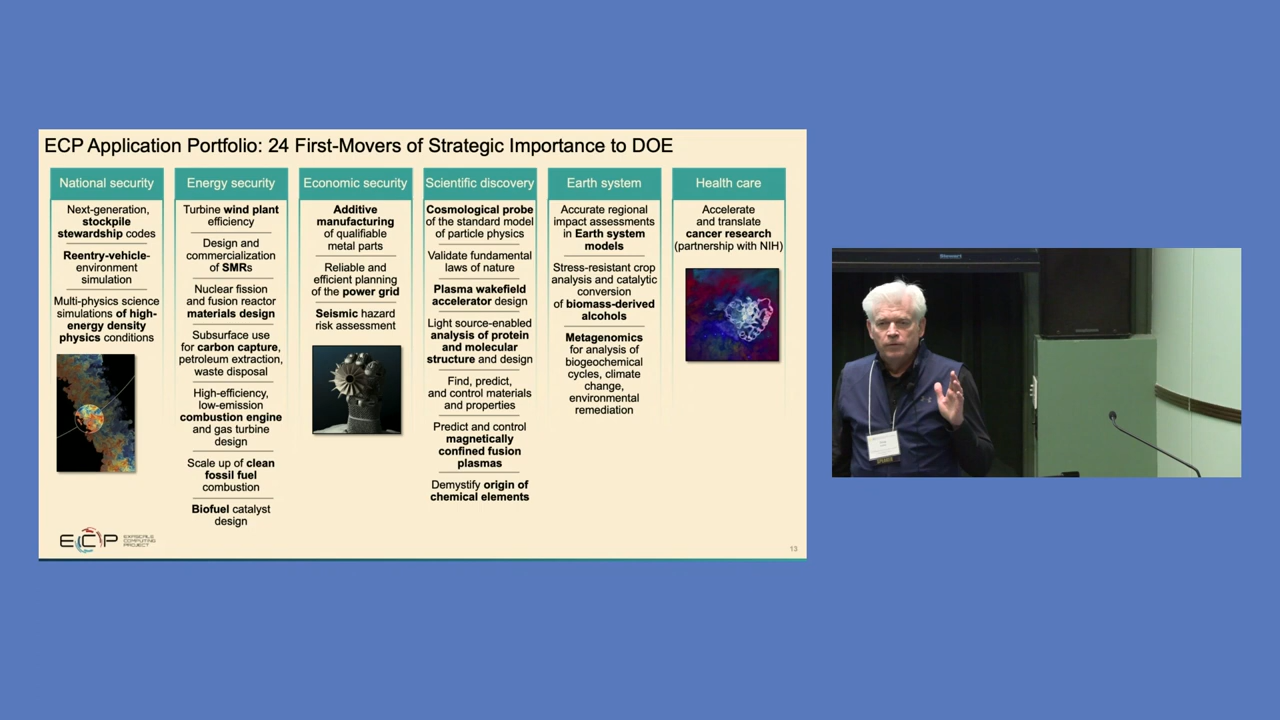 ECP Application Portfolio: 24 First-Movers of Strategic Importance to DOE
National security
Next-generation,
stockpile
stewardship codes
Reentry-vehicle-
environment
simulation
Multi-physics science
simulations of high-
energy density
physics conditions
Energy security
Turbine wind plant
efficiency
Design and
commercialization
of SMRs
Nuclear fission
and fusion reactor
materials design
Subsurface use
for carbon capture,
petroleum extraction,
waste disposal
High-efficiency,
low-emission
combustion engine
and gas turbine
design
Scale up of clean
fossil fuel
combustion
Biofuel catalyst
design
Economic security
Additive
manufacturing
of qualifiable
metal parts
Reliable and
efficient planning
of the power grid
Seismic hazard
risk assessment
Scientific discovery
Cosmological probe
of the standard model
of particle physics
Validate fundamental
laws of nature
Plasma wakefield
accelerator design
Light source-enabled
analysis of protein
and molecular
structure and design
Find, predict,
and control materials
and properties
Predict and control
magnetically
confined fusion
plasmas
Demystify origin of
chemical elements
Earth system
Accurate regional
impact assessments
in Earth system
models
Stress-resistant crop
analysis and catalytic
conversion
of biomass-derived
alcohols
Metagenomics
for analysis of
biogeochemical
cycles, climate
change,
environmental
remediation
Health care
Accelerate
and translate
cancer research
(partnership with NIH)
ECP
EXASCALE
COMPUTING
PROJECT
13
Stewart